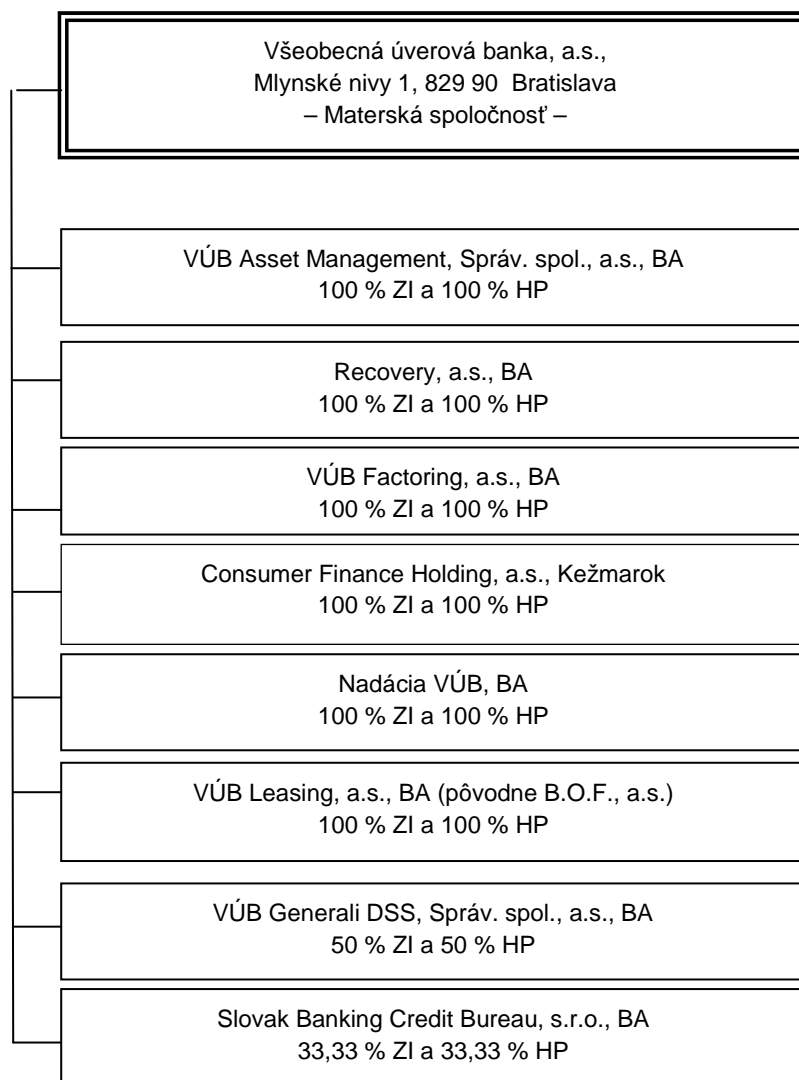 Všeobecná úverová banka, a.s.,
Mlynské nivy 1, 829 90 Bratislava
– Materská spoločnosť –
VÚB Asset Management, Správ. spol., a.s., BA
100 % ZI a 100 % HP
Recovery, a.s., BA
100 % ZI a 100 % HP
VÚB Factoring, a.s., BA
100 % ZI a 100 % HP
Consumer Finance Holding, a.s., Kežmarok
100 % ZI a 100 % HP
Nadácia VÚB, BA
100 % ZI a 100 % HP
VÚB Leasing, a.s., BA (pôvodne B.O.F., a.s.)
100 % ZI a 100 % HP
VÚB Generali DSS, Správ. spol., a.s., BA
50 % ZI a 50 % HP
Slovak Banking Credit Bureau, s.r.o., BA
33,33 % ZI a 33,33 % HP